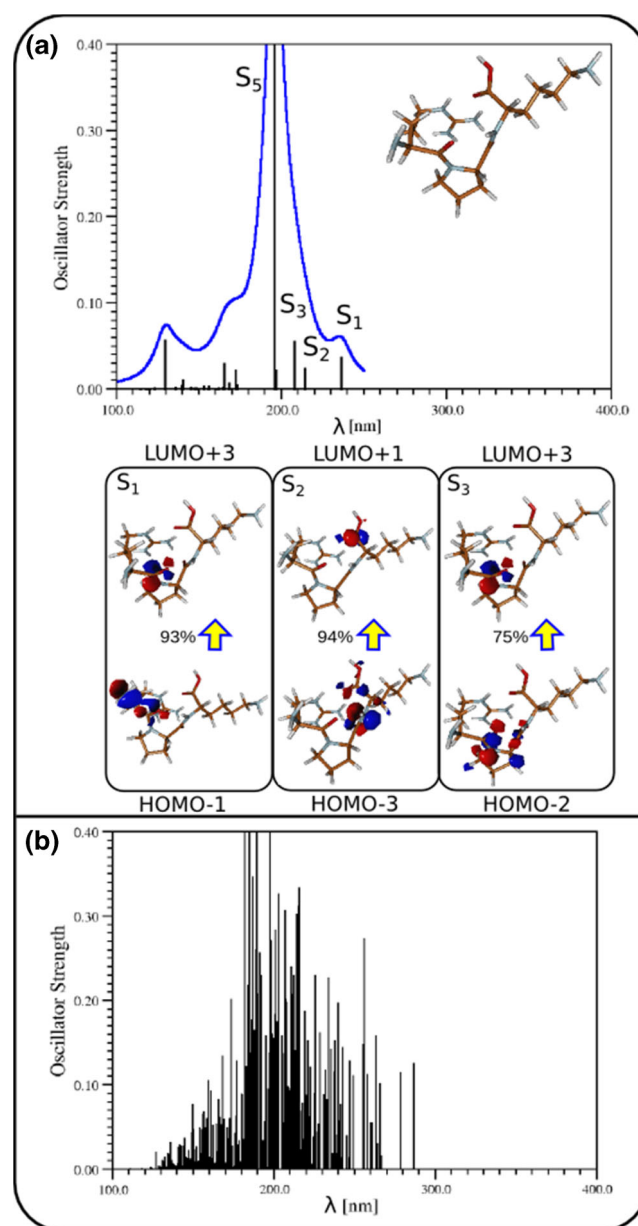 (a)
Oscillator Strength
0.40
0.30
0.20
0.10
0.00
S5
S3
S2
S1
100.0 200.0 300.0 400.0
λ [nm]
LUMO+3 LUMO+1 LUMO+3
S1 S2 S3
93% 94% 75%
HOMO-1 HOMO-3 HOMO-2
(b)
Oscillator Strength
0.40
0.30
0.20
0.10
0.00
100.0 200.0 300.0 400.0
λ [nm]